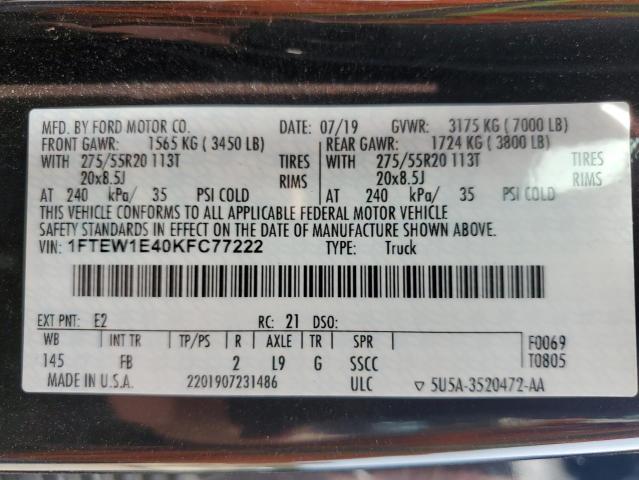 MFD. BY FORD MOTOR CO. DATE: 07/19 GVWR: 3175 KG ( 7000 LB)
FRONT GAWR: 1565 KG ( 3450 LB) REAR GAWR: 1724 KG ( 3800 LB)
WITH 275/55R20 113T TIRES WITH 275/55R20 113T TIRES
20x8.5J RIMS 20x8.5J RIMS
AT 240 kPa/ 35 PSI COLD AT 240 kPa/ 35 PSI COLD
THIS VEHICLE CONFORMS TO ALL APPLICABLE FEDERAL MOTOR VEHICLE
SAFETY STANDARDS IN EFFECT ON THE DATE OF MANUFACTURE SHOWN ABOVE.
VIN: 1FTEW1E40KFC77222 TYPE: Truck
EXT PNT: E2 RC: 21 DSO:
WB INT TR TP/PS R AXLE TR SPR F0069
145 FB 2 L9 G SSCC T0805
MADE IN U.S.A. 2201907231486 ULC ▽ 5U5A-3520472-AA